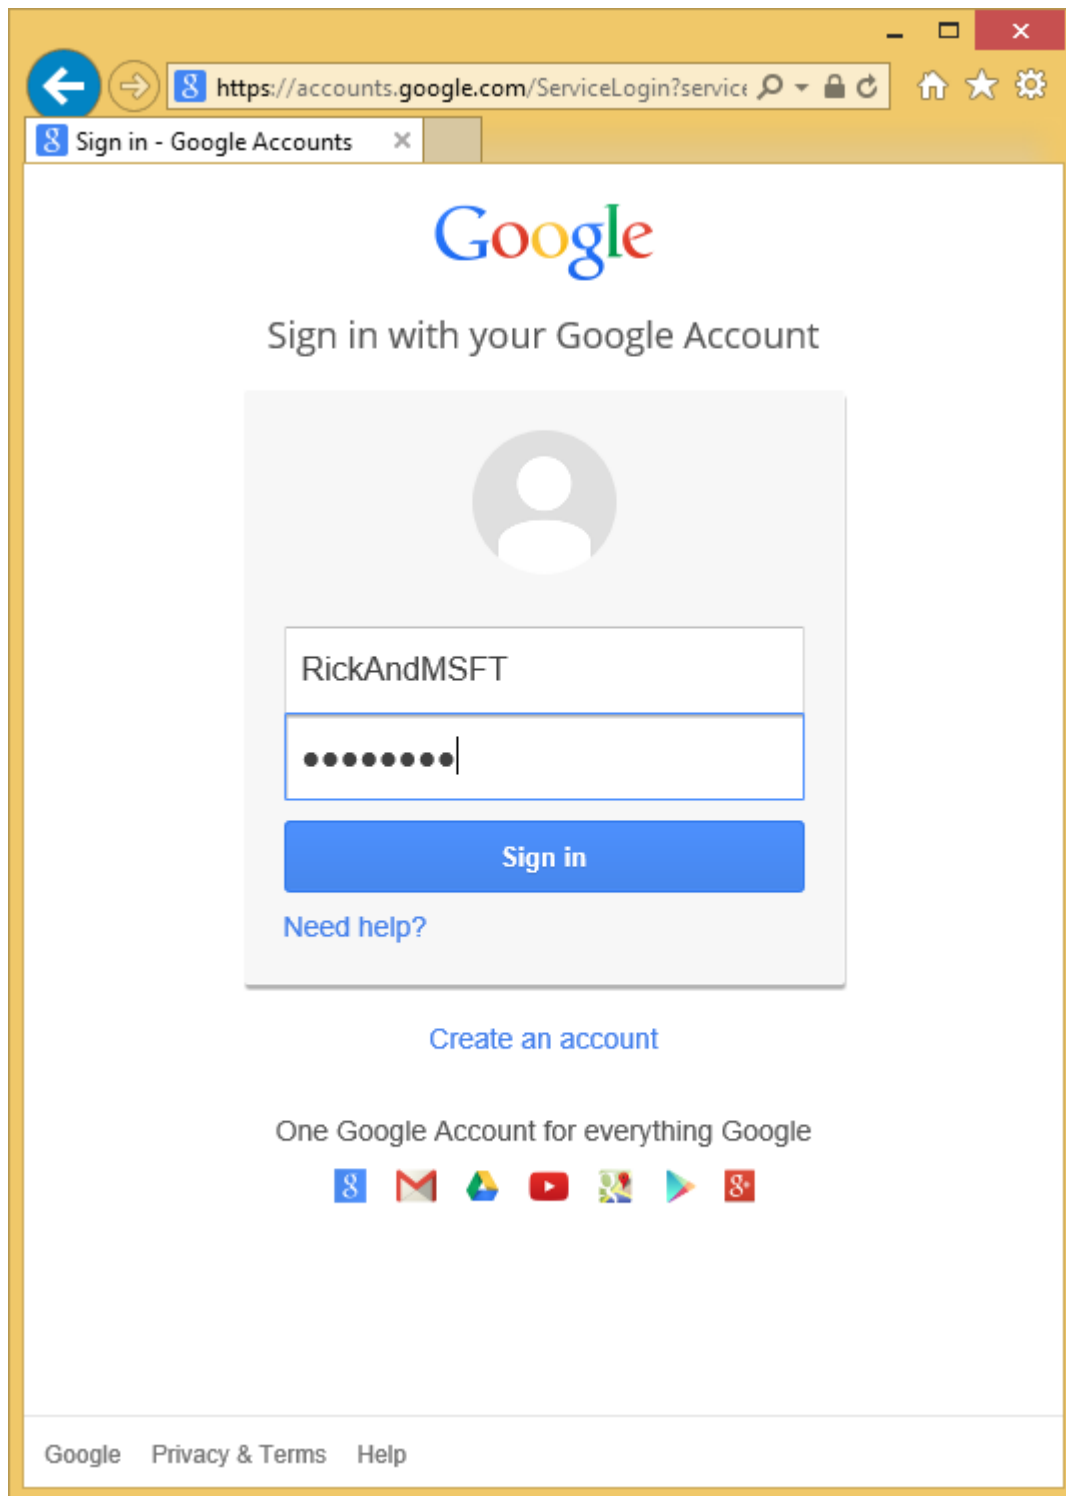 https://accounts.google.com/ServiceLogin?service
Sign in - Google Accounts
Google
Sign in with your Google Account
RickAndMSFT
Sign in
Need help?
Create an account
One Google Account for everything Google
Google Privacy & Terms Help